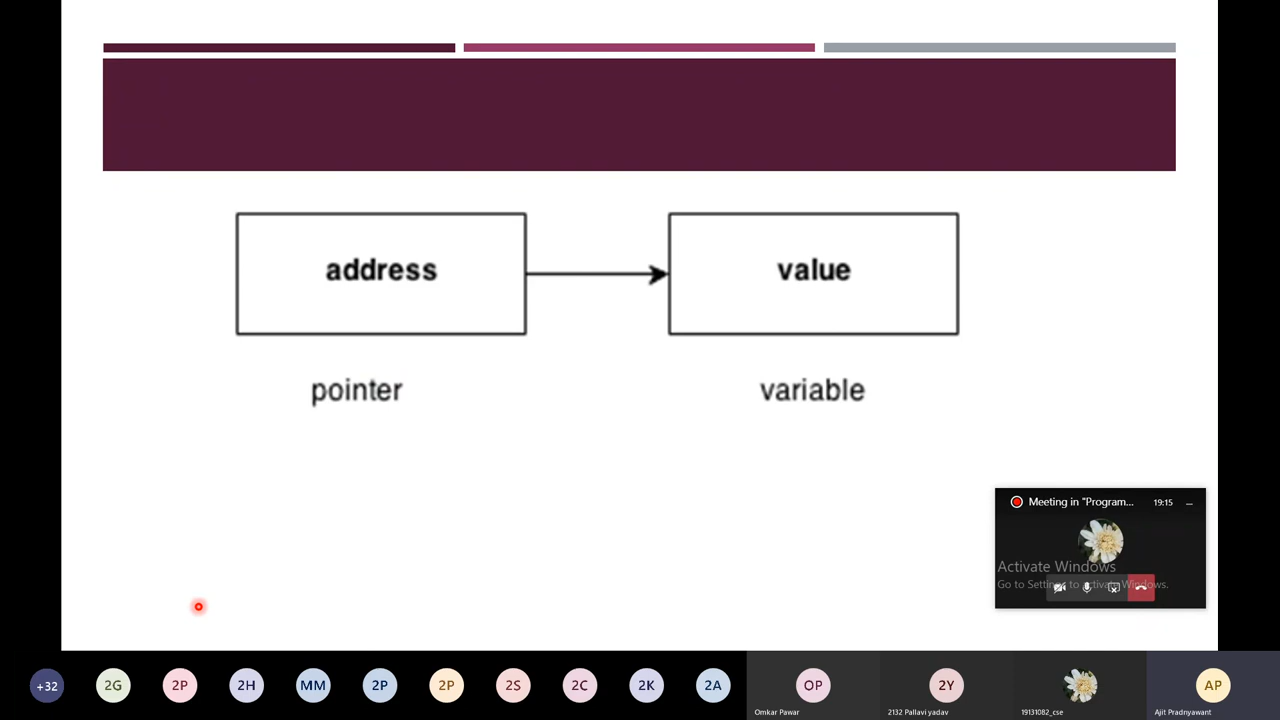 address
value
pointer
variable
Meeting in "Program...
19:15
Activate Windows
Go to Settings to activate Windows.
+32
2G
2P
2H
MM
2P
2P
2S
2C
2K
2A
OP
2Y
AP
Omkar Pawar
2132 Pallavi yadav
19131082_cse
Ajit Pradnyawant